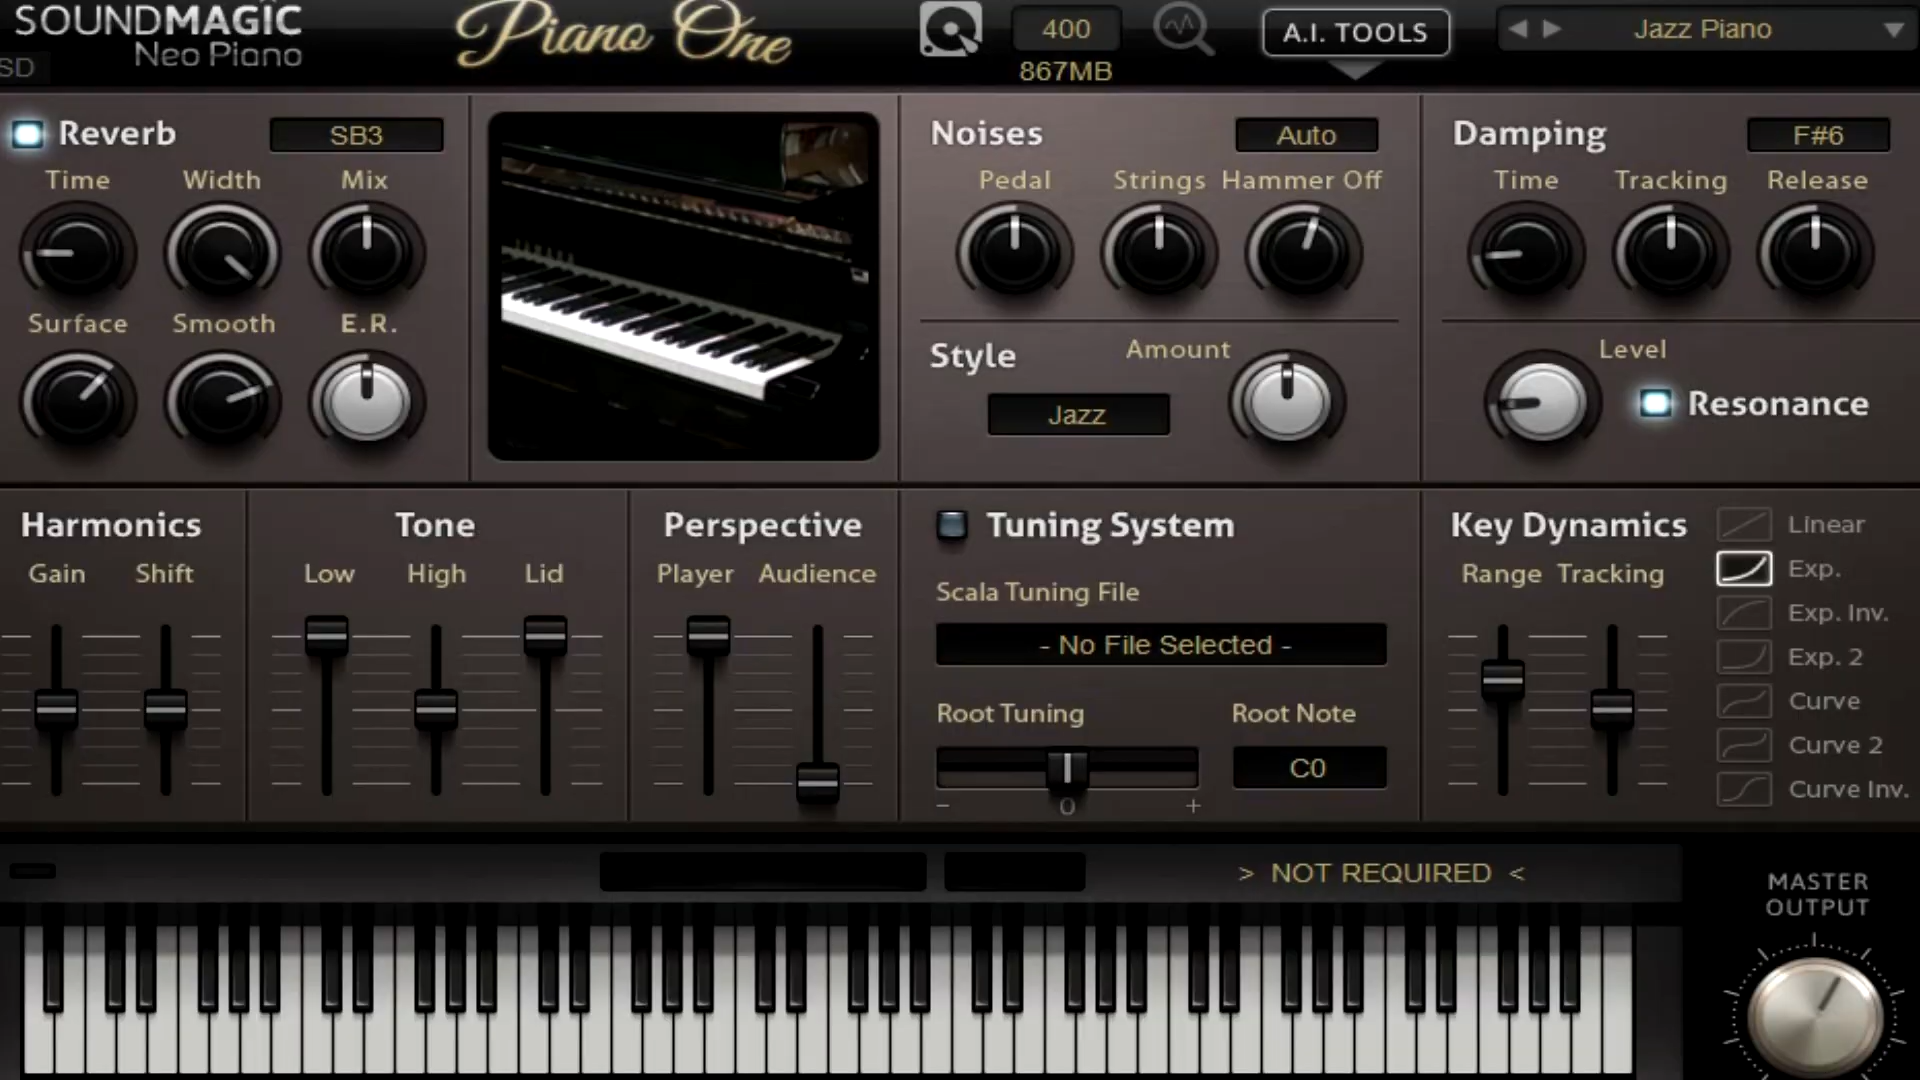 SOUNDMAGIC
Neo Piano
SD
Piano One
400
867MB
A.I. TOOLS
Jazz Piano
Reverb
SB3
Time
Width
Mix
Surface
Smooth
E.R.
Noises
Auto
Pedal
Strings
Hammer Off
Style
Amount
Jazz
Damping
F#6
Time
Tracking
Release
Level
Resonance
Harmonics
Gain
Shift
Tone
Low
High
Lid
Perspective
Player
Audience
Tuning System
Scala Tuning File
- No File Selected -
Root Tuning
Root Note
C0
- 0 +
Key Dynamics
Range
Tracking
Linear
Exp.
Exp. Inv.
Exp. 2
Curve
Curve 2
Curve Inv.
> NOT REQUIRED <
MASTER
OUTPUT